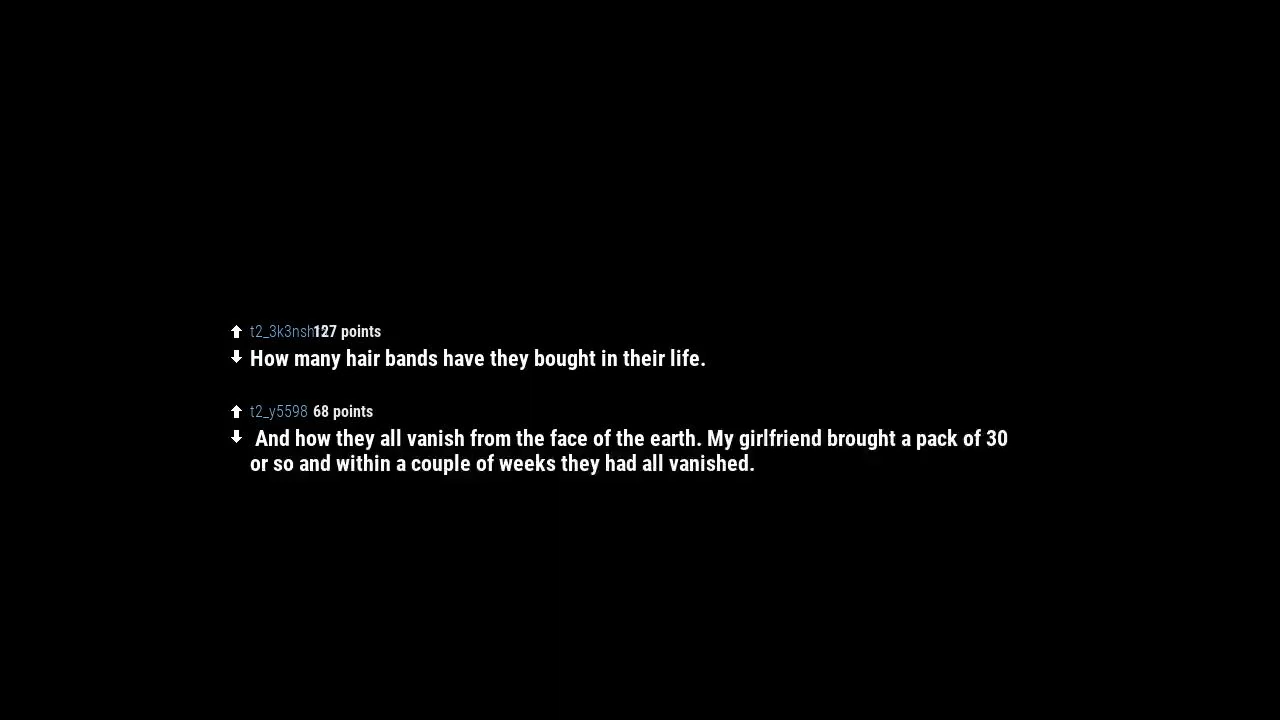 127 points
How many hair bands have they bought in their life.
t2_y5598 68 points
And how they all vanish from the face of the earth. My girlfriend brought a pack of 30
or so and within a couple of weeks they had all vanished.